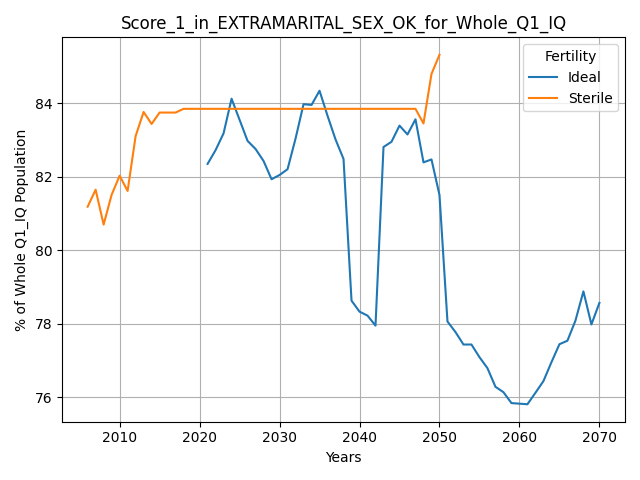 Score_1_in_EXTRAMARITAL_SEX_OK_for_Whole_Q1_IQ
Fertility
Ideal
Sterile
% of Whole Q1_IQ Population
84
82
80
78
76
2010 2020 2030 2040 2050 2060 2070
Years